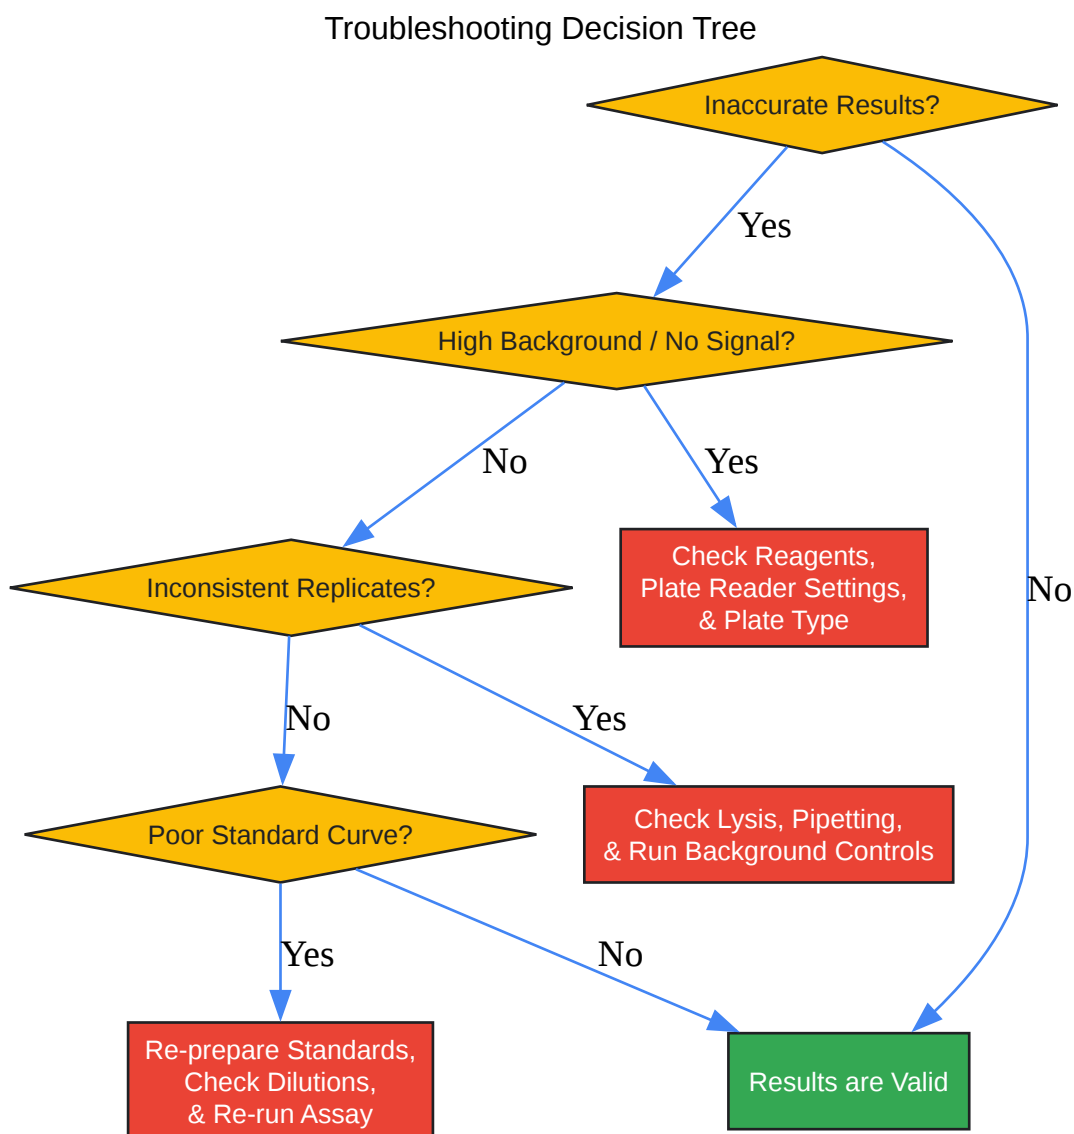 Troubleshooting Decision Tree
Inaccurate Results?
Yes
High Background / No Signal?
No
Yes
Check Reagents,
Plate Reader Settings,
& Plate Type
No
Inconsistent Replicates?
No
Yes
Check Lysis, Pipetting,
& Run Background Controls
Poor Standard Curve?
Yes
No
Re-prepare Standards,
Check Dilutions,
& Re-run Assay
Results are Valid